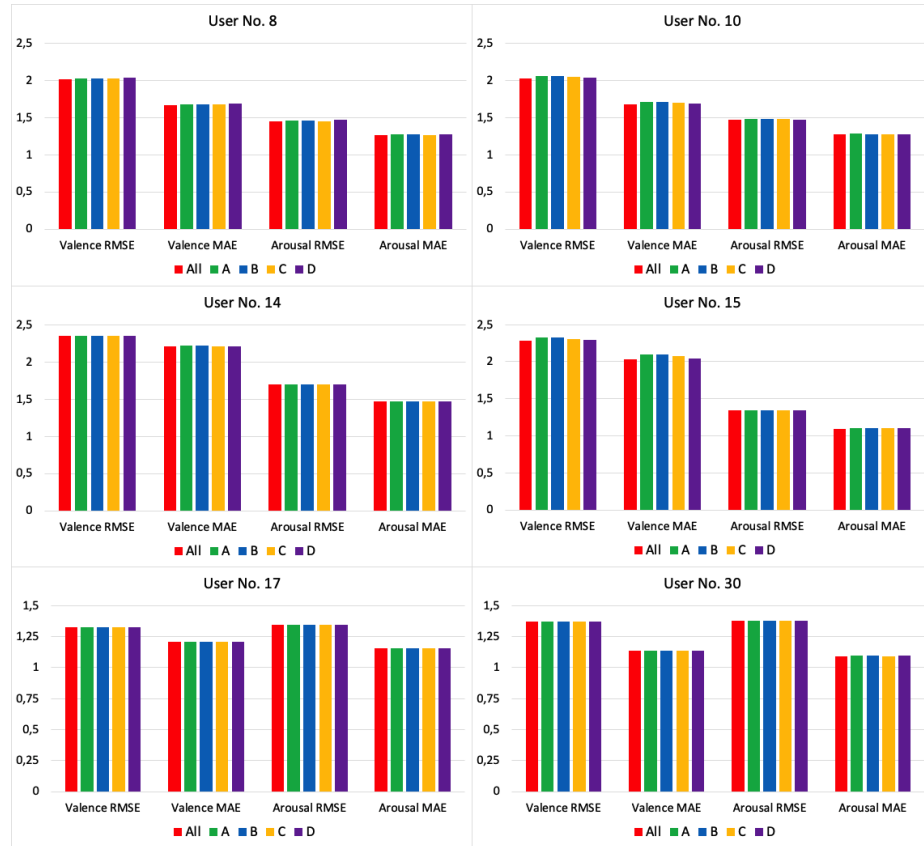 User No. 8
2,5
2
1,5
1
0,5
0
Valence RMSE Valence MAE Arousal RMSE Arousal MAE
All A B C D
User No. 10
2,5
2
1,5
1
0,5
0
Valence RMSE Valence MAE Arousal RMSE Arousal MAE
All A B C D
User No. 14
2,5
2
1,5
1
0,5
0
Valence RMSE Valence MAE Arousal RMSE Arousal MAE
All A B C D
User No. 15
2,5
2
1,5
1
0,5
0
Valence RMSE Valence MAE Arousal RMSE Arousal MAE
All A B C D
User No. 17
1,5
1,25
1
0,75
0,5
0,25
0
Valence RMSE Valence MAE Arousal RMSE Arousal MAE
All A B C D
User No. 30
1,5
1,25
1
0,75
0,5
0,25
0
Valence RMSE Valence MAE Arousal RMSE Arousal MAE
All A B C D